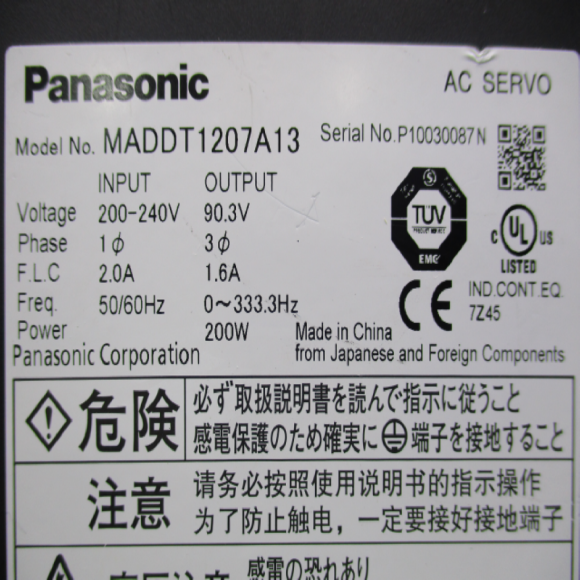 Panasonic AC SERVO
Model No. MADDT1207A13 Serial No.P10030087N
INPUT OUTPUT
Voltage 200-240V 90.3V
Phase 1ϕ 3ϕ
F.L.C 2.0A 1.6A
Freq. 50/60Hz 0～333.3Hz
Power 200W
Panasonic Corporation
TÜV
EMC
C UL US
LISTED
CE
IND.CONT.EQ.
7Z45
Made in China
from Japanese and Foreign Components
危険
必ず取扱説明書を読んで指示に従うこと
感電保護のため確実に⏚端子を接地すること
注意
请务必按照使用说明书的指示操作
为了防止触电，一定要接好接地端子
感電の恐れあり